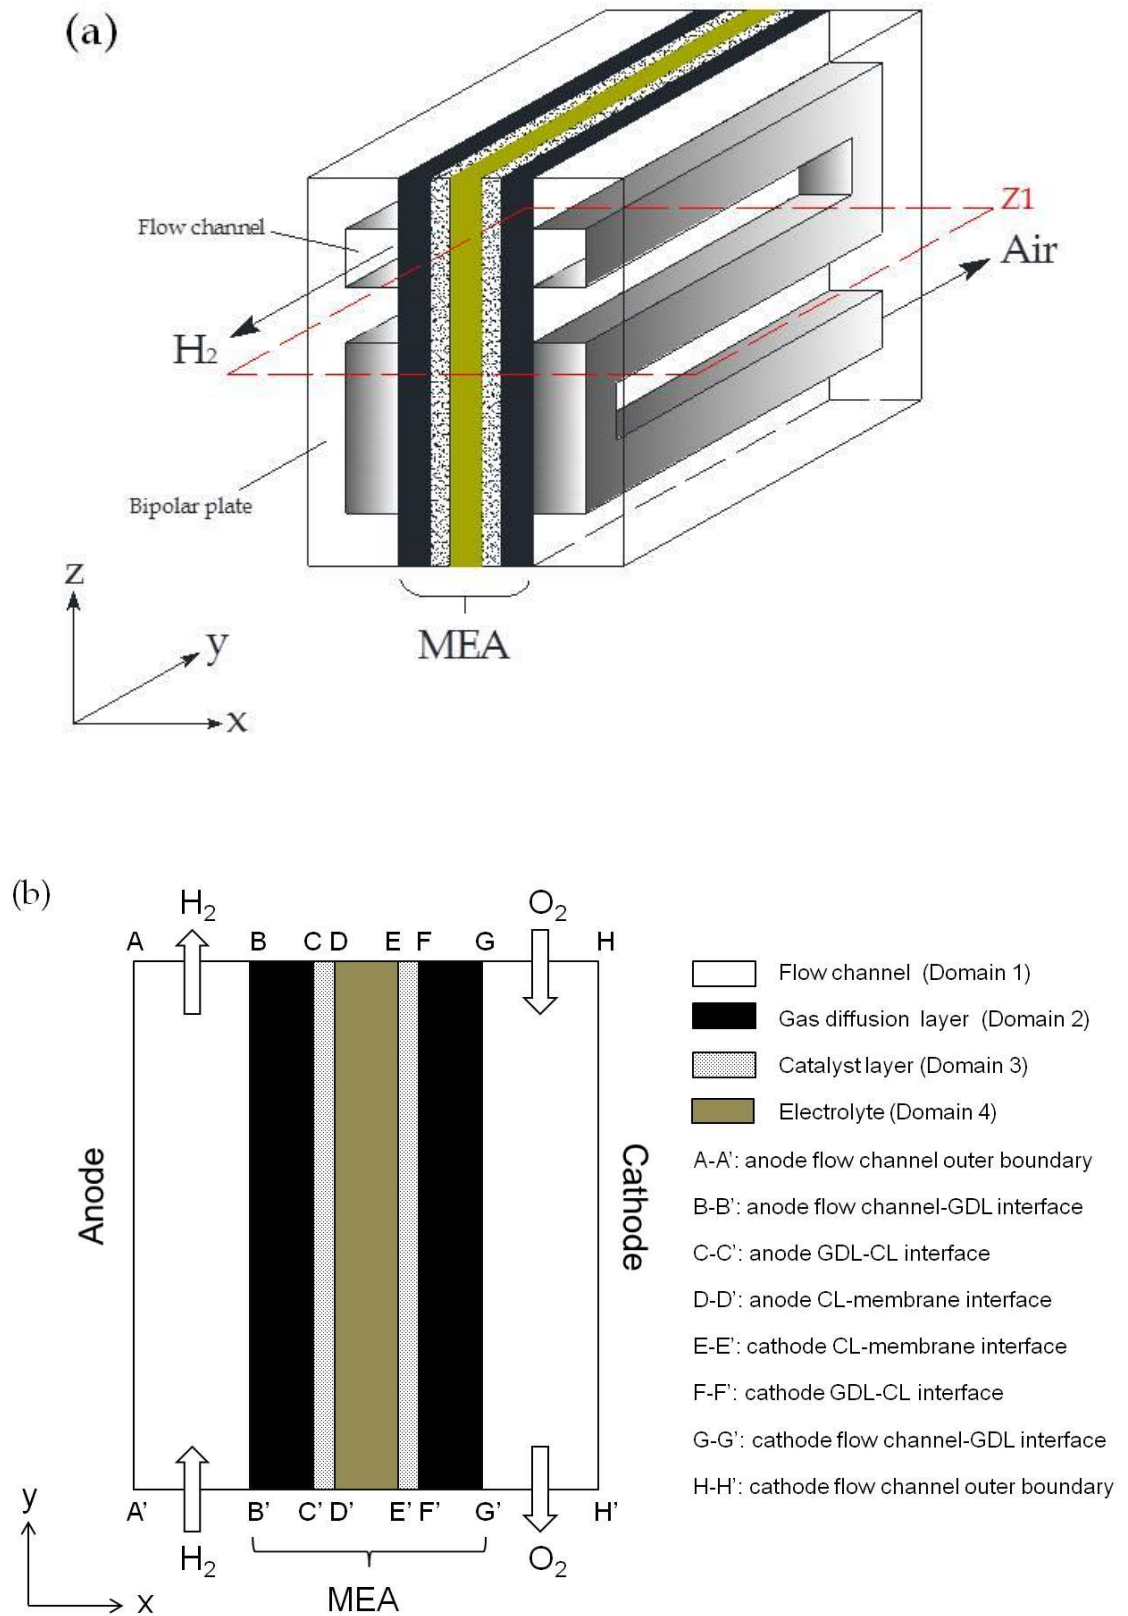 (a)
Flow channel
Z1
Air
H2
Bipolar plate
MEA
z
y
x
(b)
H2
O2
A B C D E F G H
Flow channel (Domain 1)
Gas diffusion layer (Domain 2)
Catalyst layer (Domain 3)
Electrolyte (Domain 4)
Anode
Cathode
A-A’: anode flow channel outer boundary
B-B’: anode flow channel-GDL interface
C-C’: anode GDL-CL interface
D-D’: anode CL-membrane interface
E-E’: cathode CL-membrane interface
F-F’: cathode GDL-CL interface
G-G’: cathode flow channel-GDL interface
H-H’: cathode flow channel outer boundary
A' B' C' D' E' F' G' H'
H2
O2
MEA
y
x